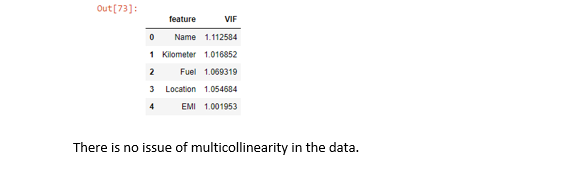 Out[73]:
feature VIF
0 Name 1.112584
1 Kilometer 1.016852
2 Fuel 1.069319
3 Location 1.054684
4 EMI 1.001953
There is no issue of multicollinearity in the data.